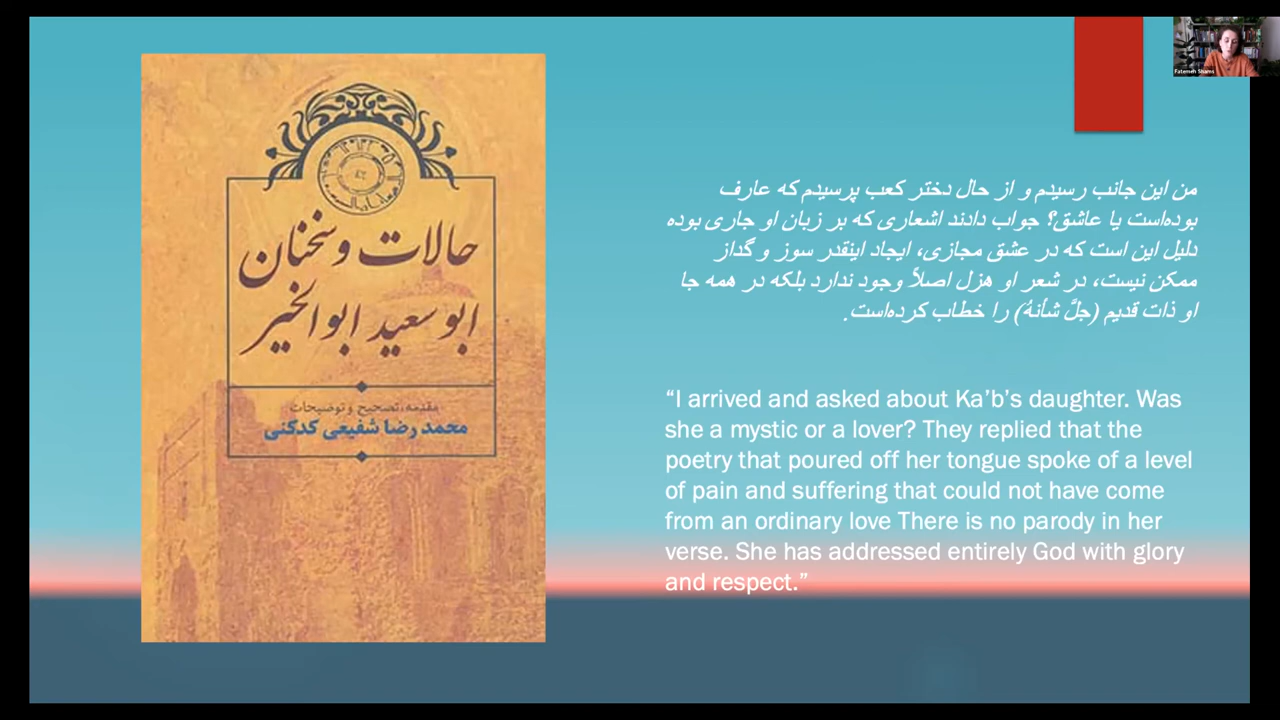 حالات و سخنان
ابو سعید ابوالخیر
مقدمه، تصحیح و توضیحات
محمد رضا شفیعی کدکنی
من این جانب رسیدم و از حال دختر کعب پرسیدم که عارف
بوده‌است یا عاشق؟ جواب دادند اشعاری که بر زبان او جاری بوده
دلیل این است که در عشق مجازی، ایجاد اینقدر سوز و گداز
ممکن نیست، در شعر او هزل اصلاً وجود ندارد بلکه در همه جا
او ذات قدیم (جلَّ شأنهُ) را خطاب کرده‌است.
“I arrived and asked about Ka’b’s daughter. Was
she a mystic or a lover? They replied that the
poetry that poured off her tongue spoke of a level
of pain and suffering that could not have come
from an ordinary love There is no parody in her
verse. She has addressed entirely God with glory
and respect.”
Fatemeh Shams